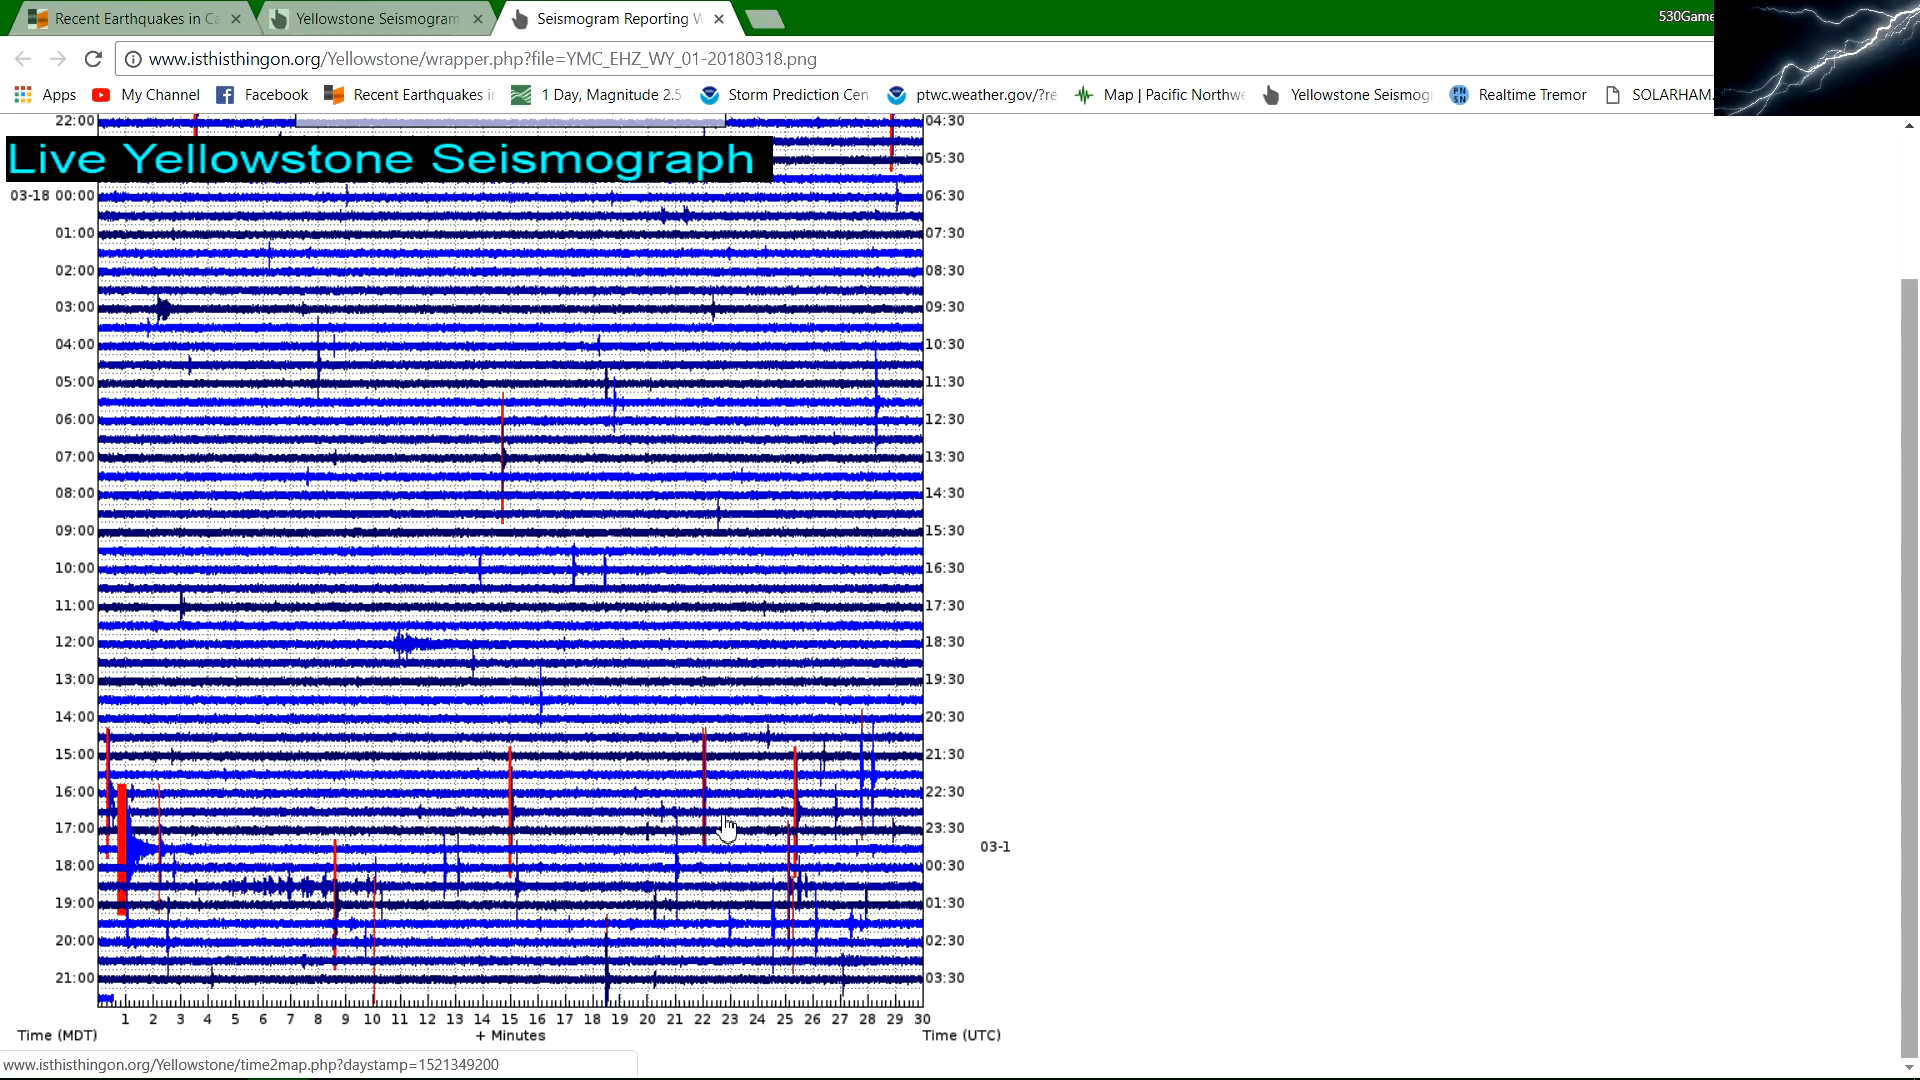 Recent Earthquakes in Ca
Yellowstone Seismogram
Seismogram Reporting W
530Game
www.isthisthingon.org/Yellowstone/wrapper.php?file=YMC_EHZ_WY_01-20180318.png
Apps My Channel Facebook Recent Earthquakes i 1 Day, Magnitude 2.5 Storm Prediction Cen ptwc.weather.gov/?re Map | Pacific Northwe Yellowstone Seismog Realtime Tremor SOLARHAM.
22:00 04:30
Live Yellowstone Seismograph
05:30
03-18 00:00 06:30
01:00 07:30
02:00 08:30
03:00 09:30
04:00 10:30
05:00 11:30
06:00 12:30
07:00 13:30
08:00 14:30
09:00 15:30
10:00 16:30
11:00 17:30
12:00 18:30
13:00 19:30
14:00 20:30
15:00 21:30
16:00 22:30
17:00 23:30
03-1
18:00 00:30
19:00 01:30
20:00 02:30
21:00 03:30
1 2 3 4 5 6 7 8 9 10 11 12 13 14 15 16 17 18 19 20 21 22 23 24 25 26 27 28 29 30
Time (MDT) + Minutes Time (UTC)
www.isthisthingon.org/Yellowstone/time2map.php?daystamp=1521349200